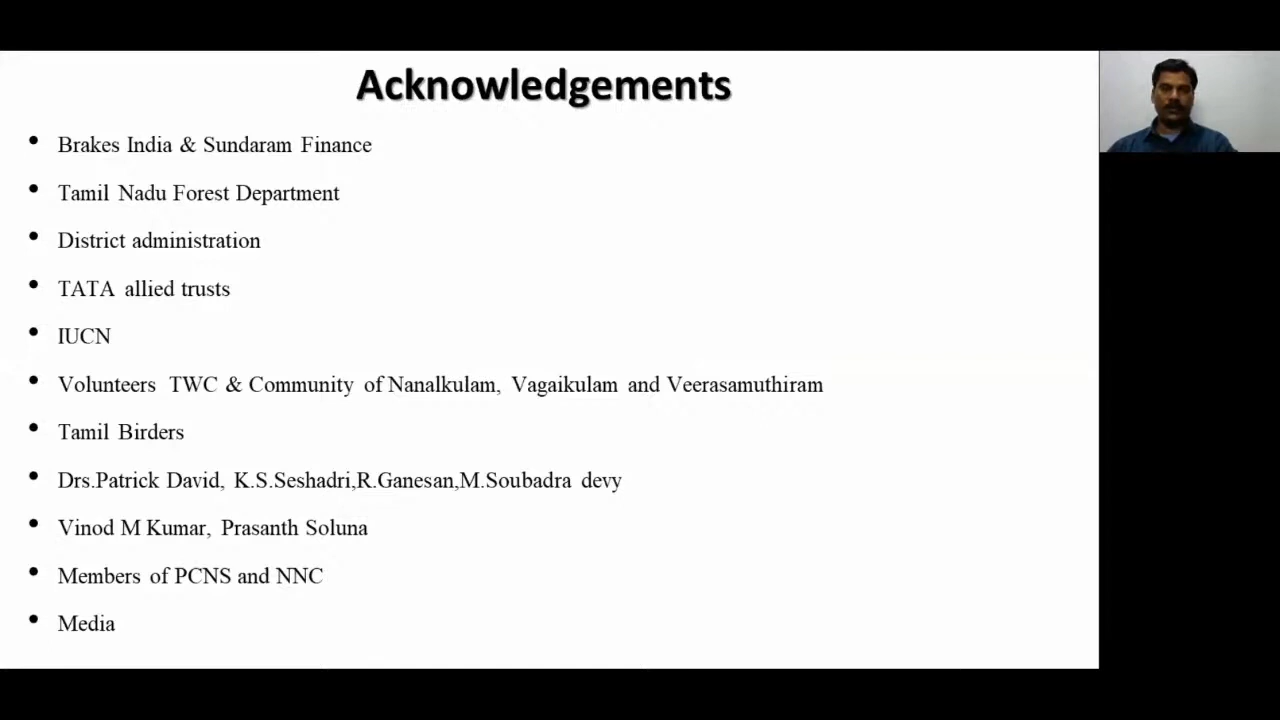 Acknowledgements
• Brakes India & Sundaram Finance
• Tamil Nadu Forest Department
• District administration
• TATA allied trusts
• IUCN
• Volunteers TWC & Community of Nanalkulam, Vagaikulam and Veerasamuthiram
• Tamil Birders
• Drs.Patrick David, K.S.Seshadri,R.Ganesan,M.Soubadra devy
• Vinod M Kumar, Prasanth Soluna
• Members of PCNS and NNC
• Media